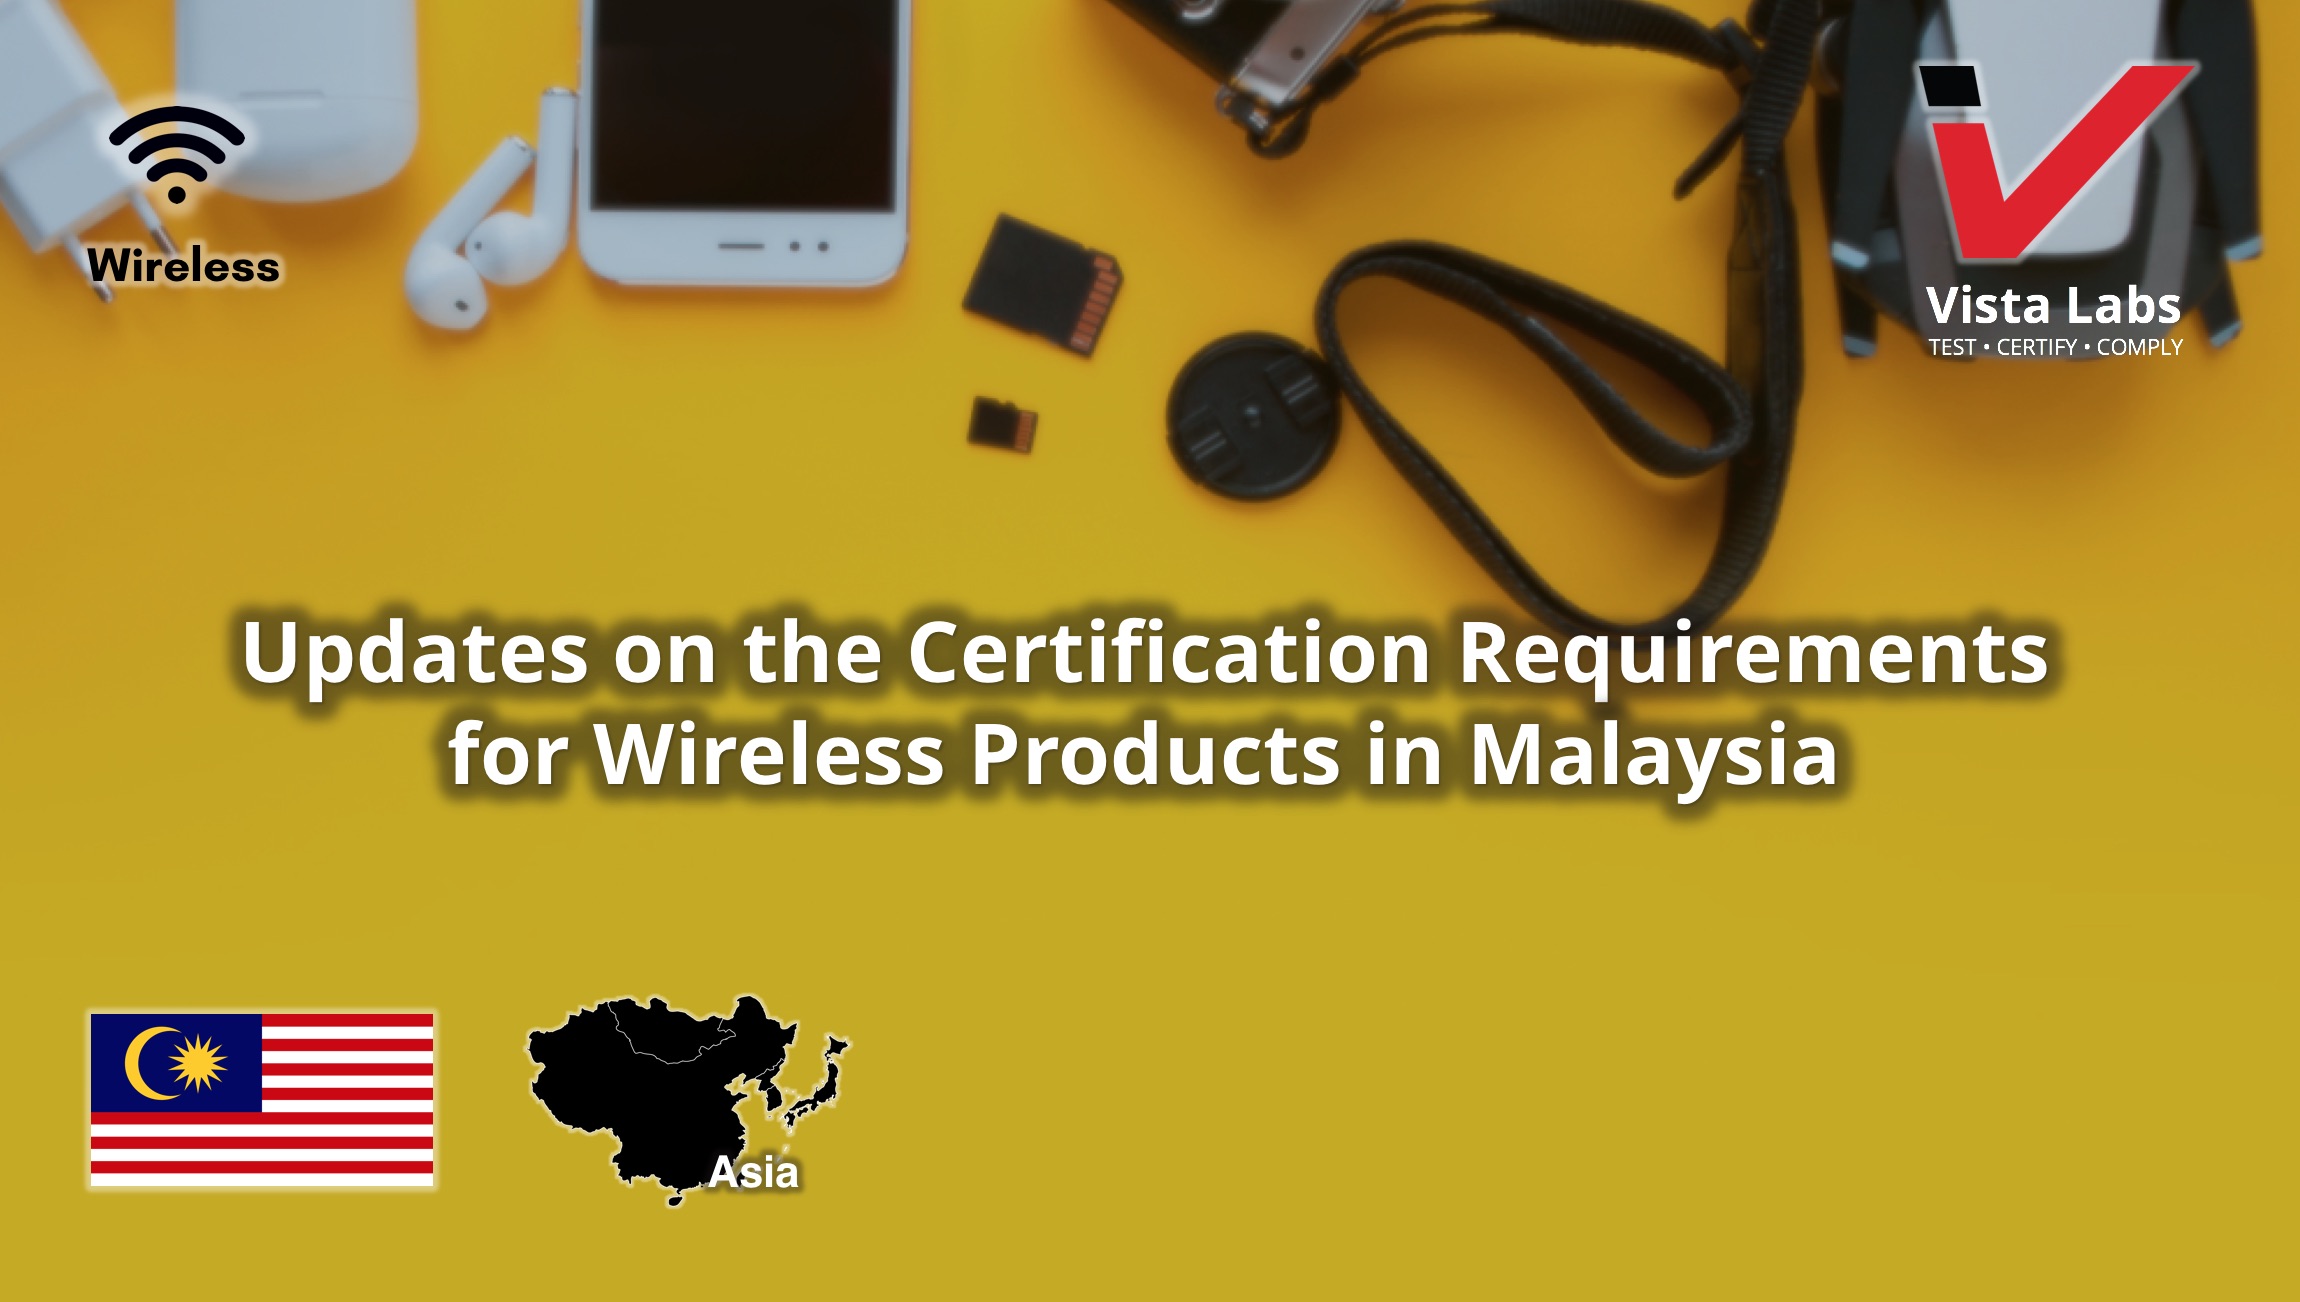 Wireless
Vista Labs
TEST • CERTIFY • COMPLY
Updates on the Certification Requirements
for Wireless Products in Malaysia
Asia